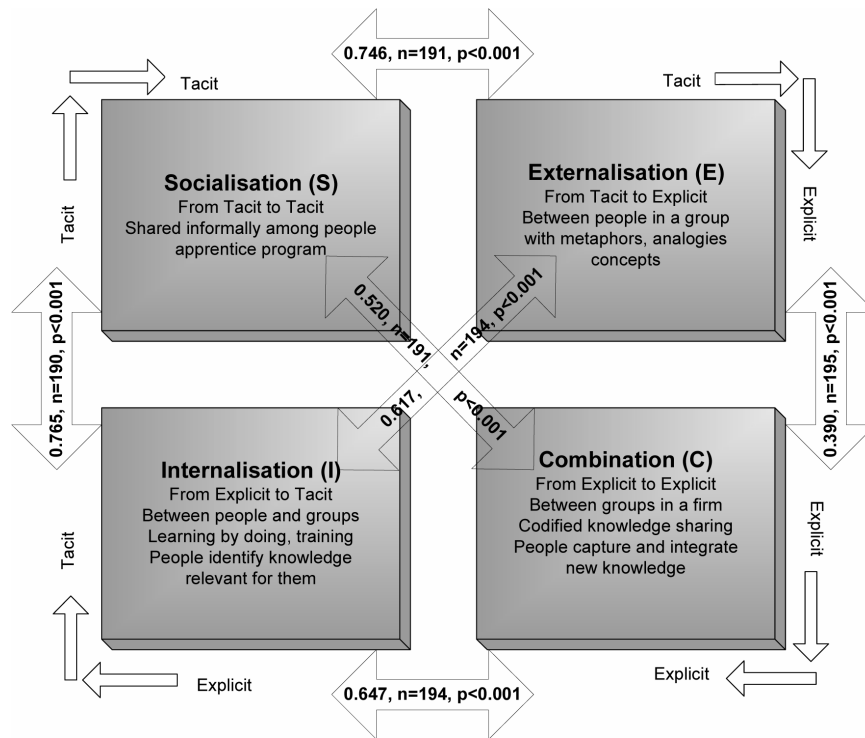 0.746, n=191, p<0.001
Tacit
Tacit
Tacit
Explicit
Socialisation (S)
From Tacit to Tacit
Shared informally among people
apprentice program
Externalisation (E)
From Tacit to Explicit
Between people in a group
with metaphors, analogies
concepts
0.765, n=190, p<0.001
0.520, n=191, p<0.001
0.617, n=194, p<0.001
0.390, n=195, p<0.001
Internalisation (I)
From Explicit to Tacit
Between people and groups
Learning by doing, training
People identify knowledge
relevant for them
Combination (C)
From Explicit to Explicit
Between groups in a firm
Codified knowledge sharing
People capture and integrate
new knowledge
Tacit
Explicit
Explicit
Explicit
0.647, n=194, p<0.001